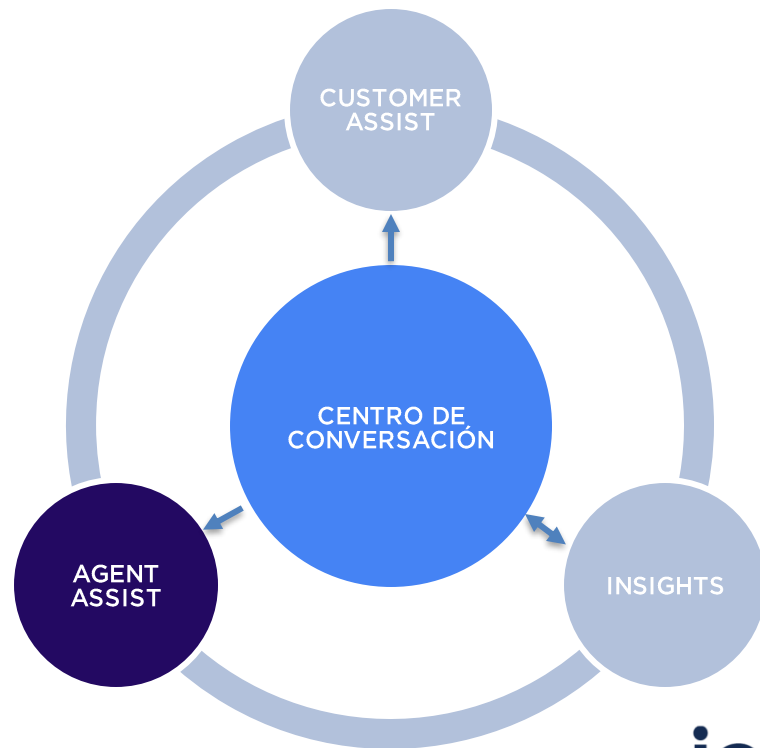 CUSTOMER
ASSIST
CENTRO DE
CONVERSACIÓN
AGENT
ASSIST
INSIGHTS